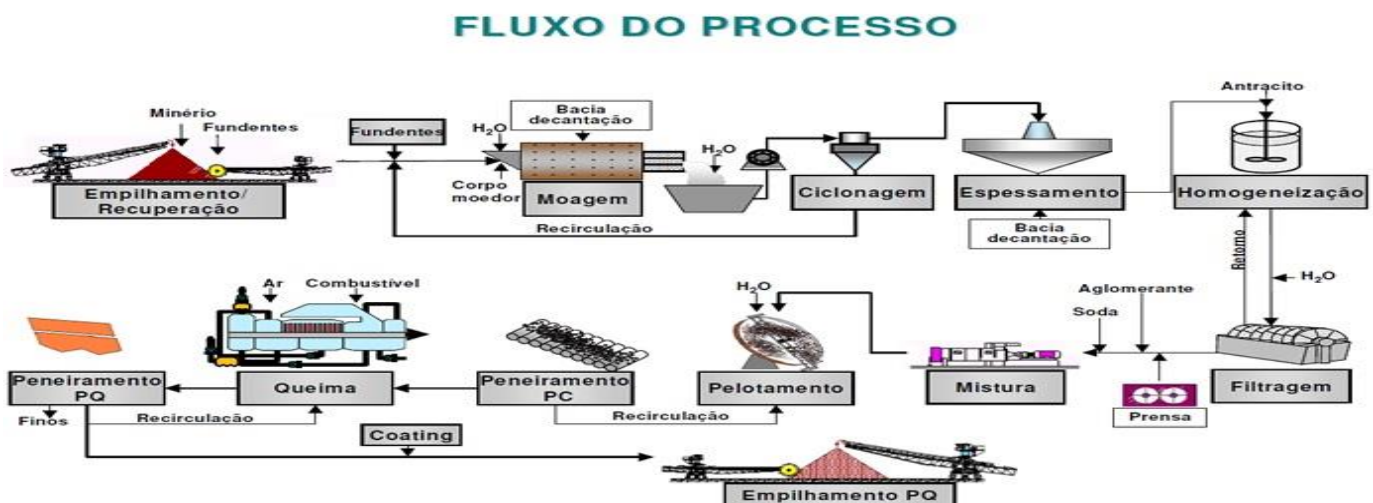 FLUXO DO PROCESSO
Minério
Fundentes
Empilhamento/
Recuperação
Fundentes
H2O
Corpo
moedor
Bacia
decantação
Moagem
H2O
Recirculação
Ciclonagem
Espessamento
Bacia
decantação
Antracito
Homogeneização
Retorno
H2O
Filtragem
Aglomerante
Soda
Prensa
Mistura
H2O
Pelotamento
Recirculação
Peneiramento
PC
Ar
Combustível
Queima
Recirculação
Peneiramento
PQ
Finos
Coating
Empilhamento PQ